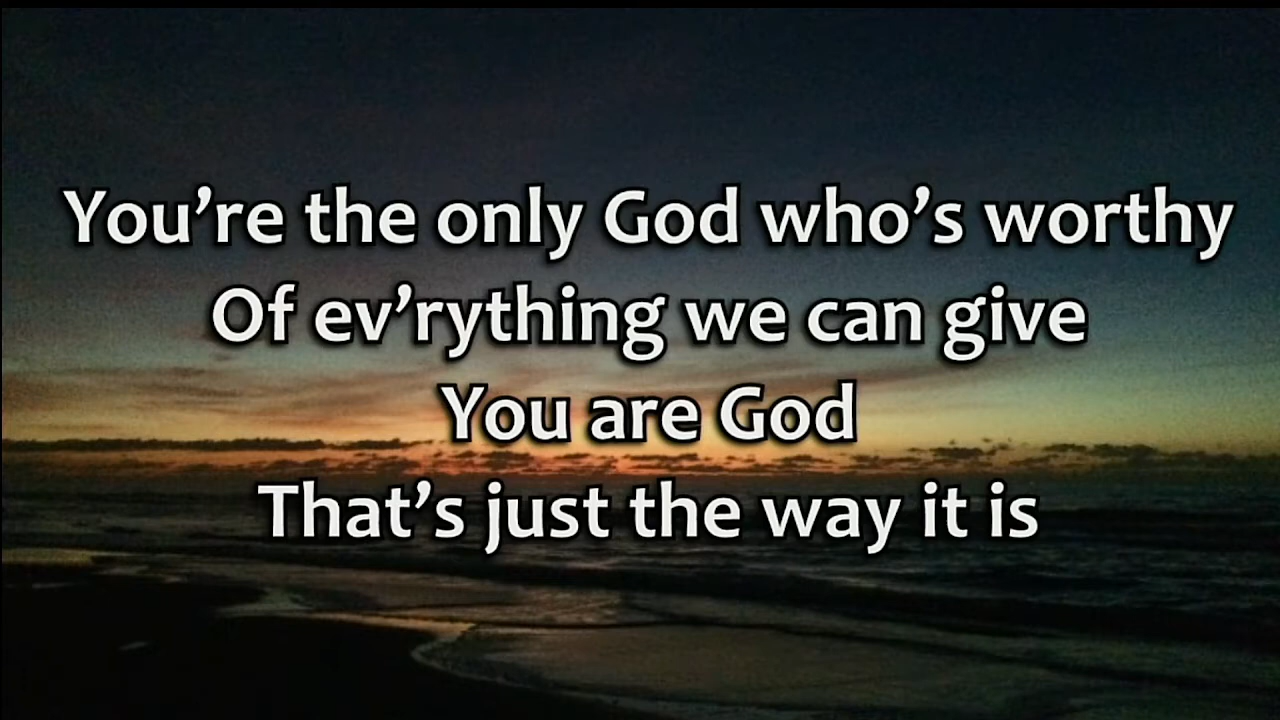 You’re the only God who’s worthy
Of ev’rything we can give
You are God
That’s just the way it is